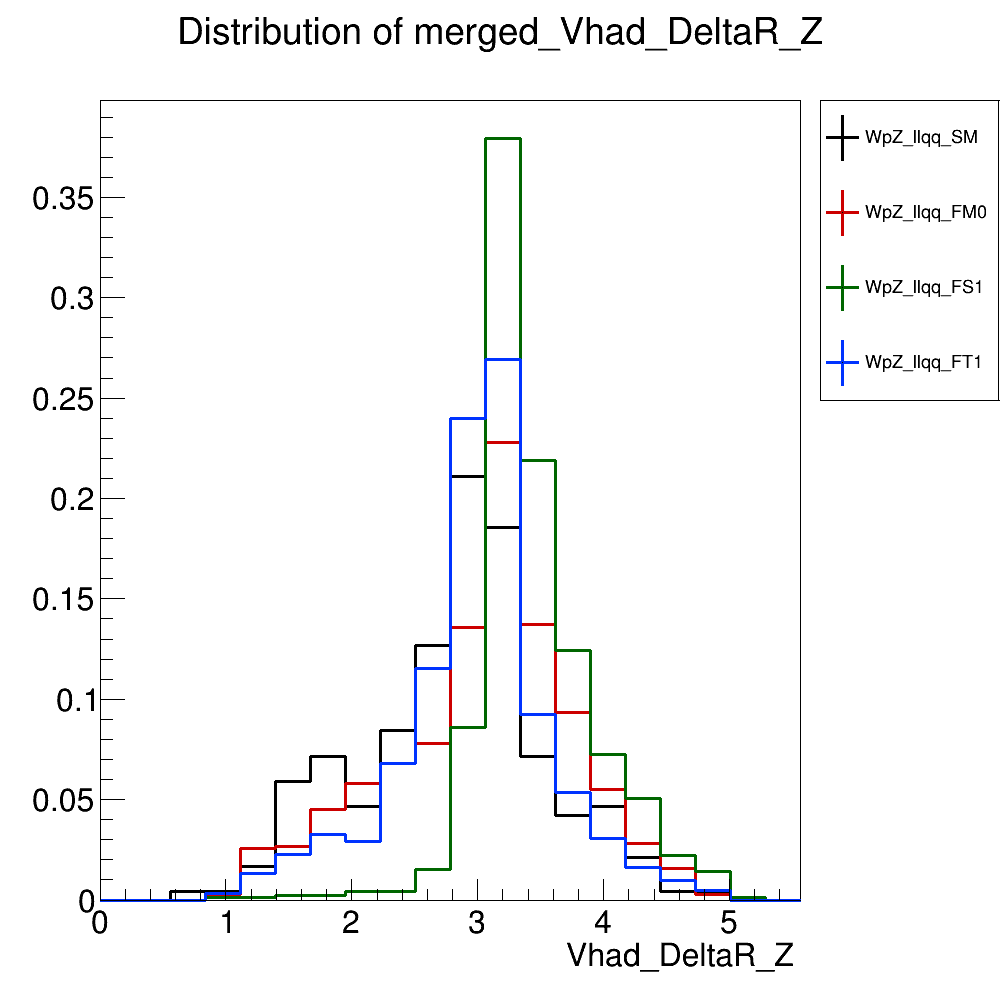 Distribution of merged_Vhad_DeltaR_Z
WpZ_llqq_SM
WpZ_llqq_FM0
WpZ_llqq_FS1
WpZ_llqq_FT1
0.35
0.3
0.25
0.2
0.15
0.1
0.05
0
0 1 2 3 4 5
Vhad_DeltaR_Z